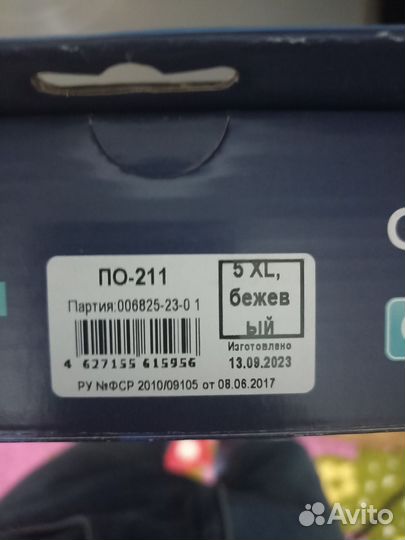 ПО-211
Партия:006825-23-0 1
4 627155 615956
5 XL,
бежев
ый
Изготовлено
13.09.2023
РУ №ФСР 2010/09105 от 08.06.2017
Avito